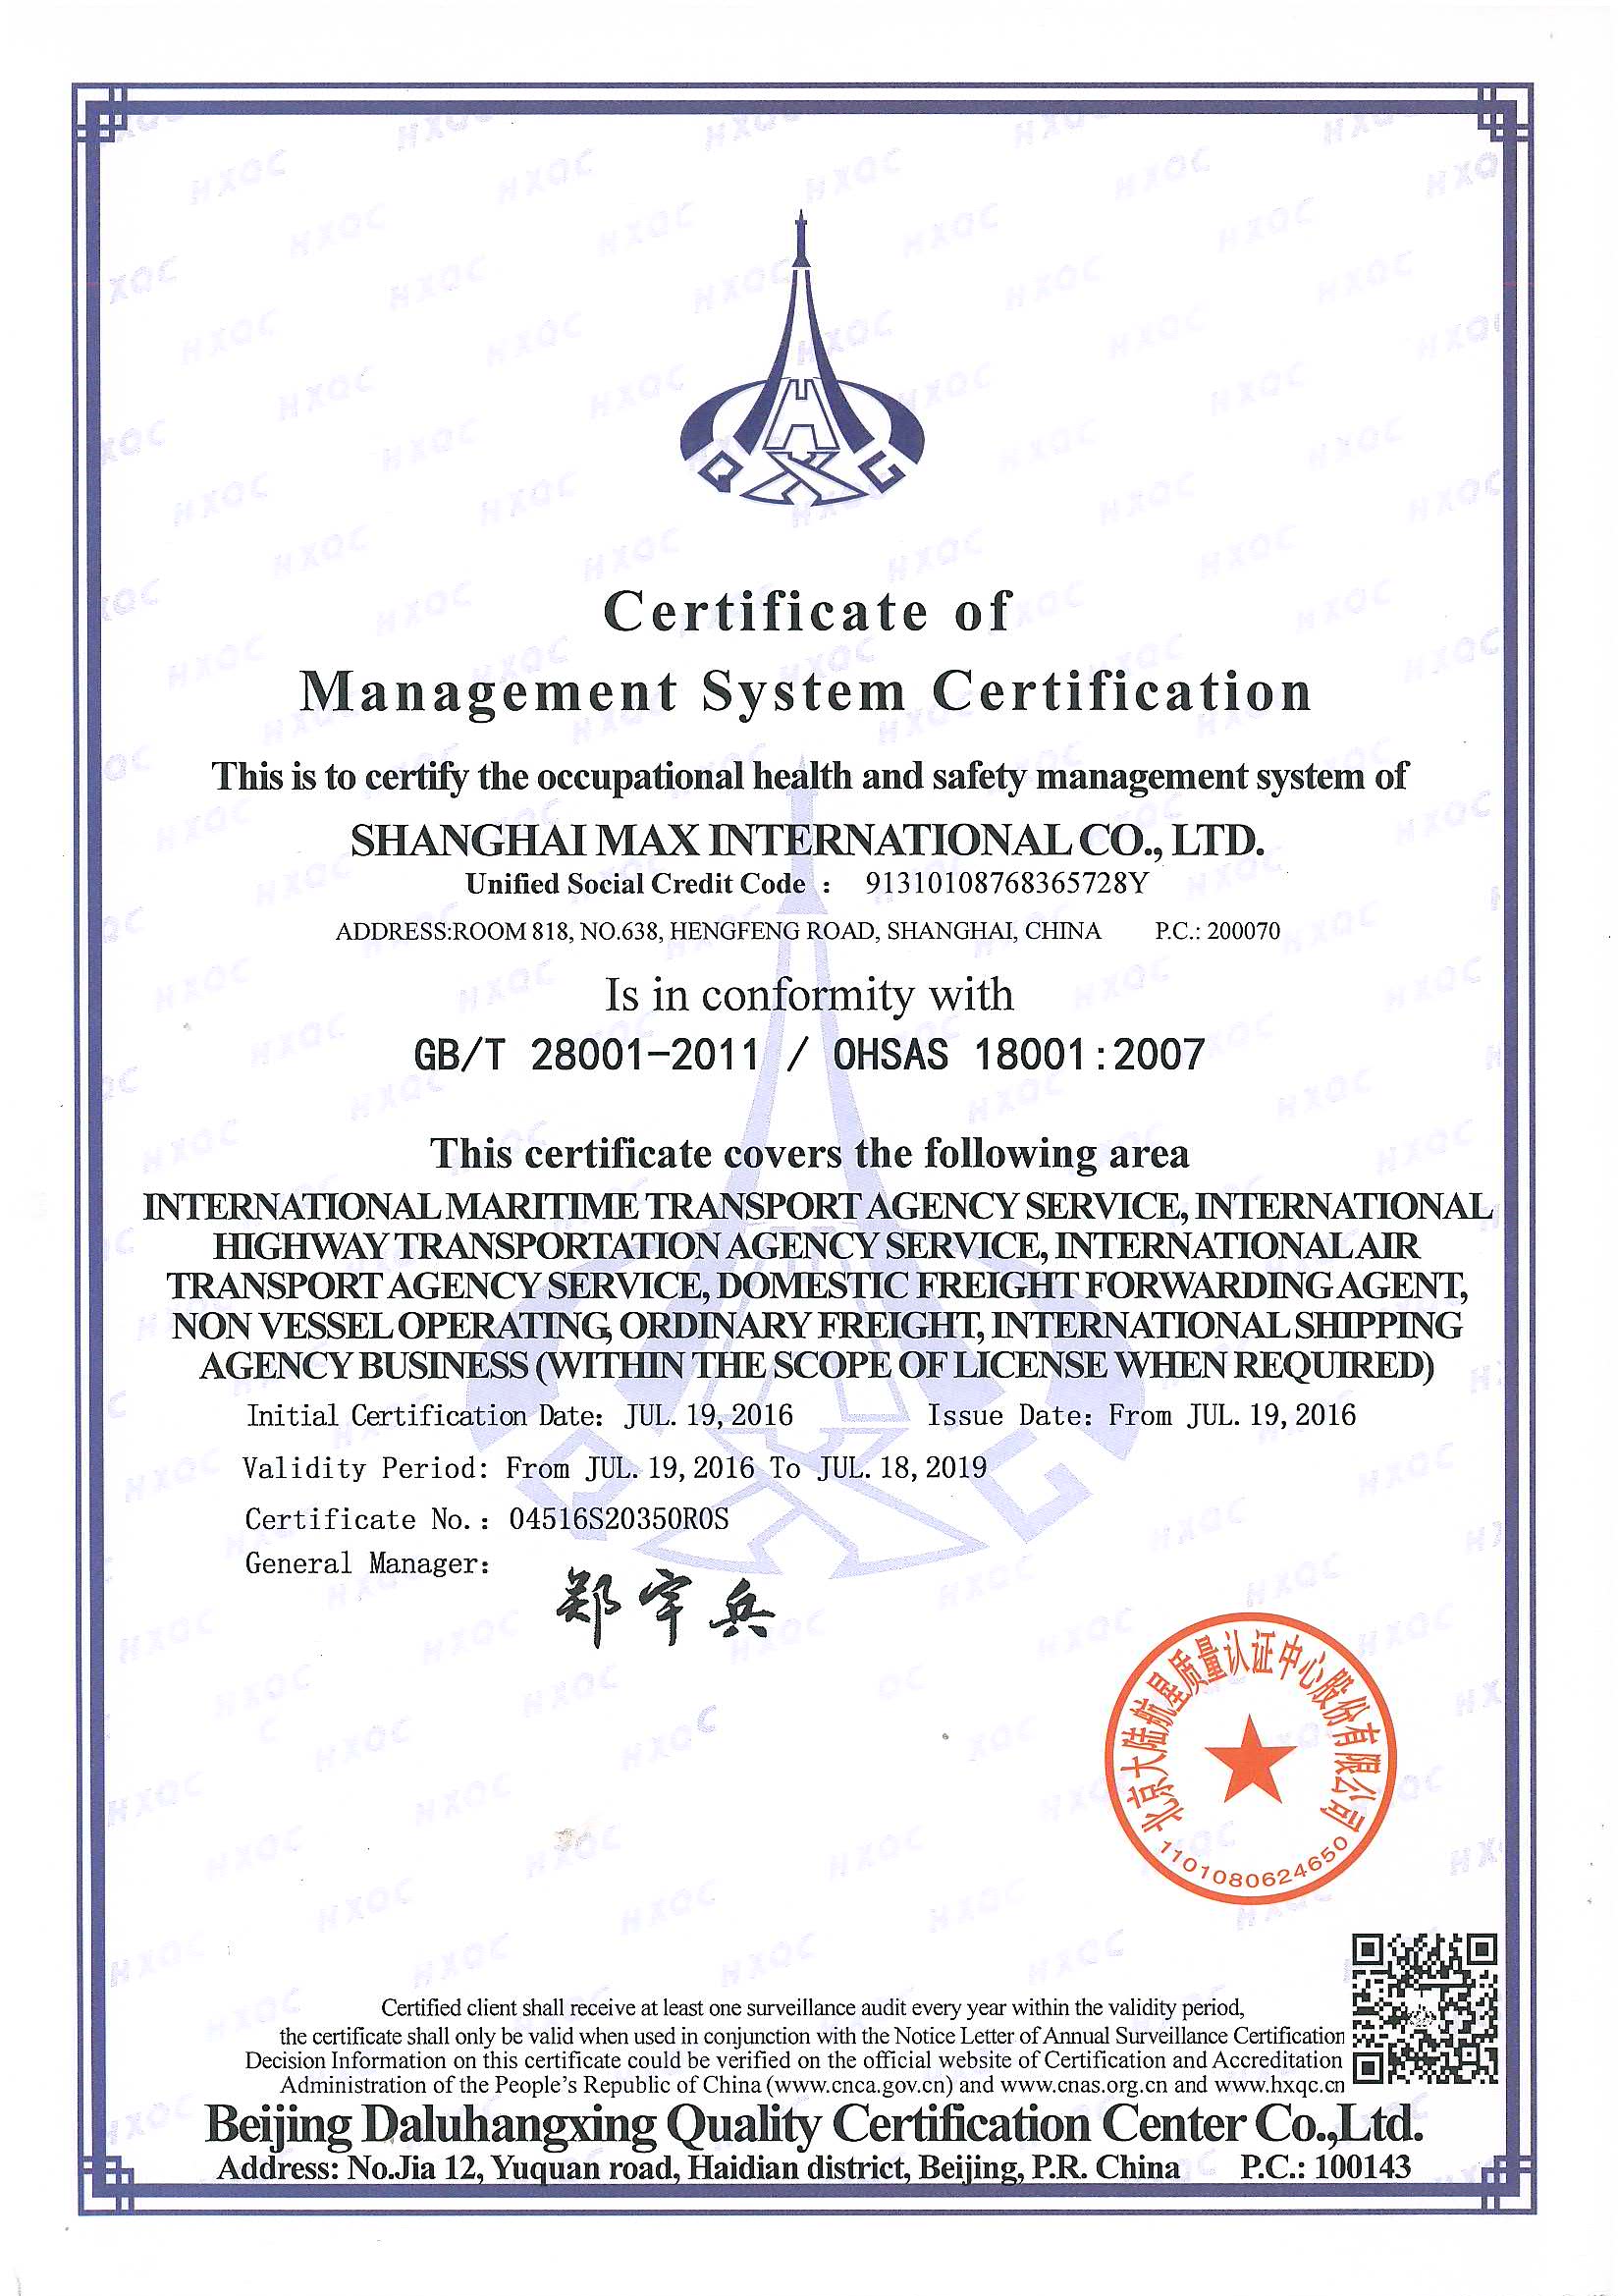 Certificate of
Management System Certification
This is to certify the occupational health and safety management system of
SHANGHAI MAX INTERNATIONAL CO., LTD.
Unified Social Credit Code : 91310108768365728Y
ADDRESS:ROOM 818, NO.638, HENGFENG ROAD, SHANGHAI, CHINA P.C.: 200070
Is in conformity with
GB/T 28001-2011 / OHSAS 18001:2007
This certificate covers the following area
INTERNATIONAL MARITIME TRANSPORT AGENCY SERVICE, INTERNATIONAL
HIGHWAY TRANSPORTATION AGENCY SERVICE, INTERNATIONAL AIR
TRANSPORT AGENCY SERVICE, DOMESTIC FREIGHT FORWARDING AGENT,
NON VESSEL OPERATING, ORDINARY FREIGHT, INTERNATIONAL SHIPPING
AGENCY BUSINESS (WITHIN THE SCOPE OF LICENSE WHEN REQUIRED)
Initial Certification Date: JUL. 19, 2016 Issue Date: From JUL. 19, 2016
Validity Period: From JUL. 19, 2016 To JUL. 18, 2019
Certificate No.: 04516S20350R0S
General Manager:
郑宇兵
北京大陆航星质量认证中心股份有限公司
1101080624650
Certified client shall receive at least one surveillance audit every year within the validity period,
the certificate shall only be valid when used in conjunction with the Notice Letter of Annual Surveillance Certification
Decision Information on this certificate could be verified on the official website of Certification and Accreditation
Administration of the People's Republic of China (www.cnca.gov.cn) and www.cnas.org.cn and www.hxqc.cn
Beijing Daluhangxing Quality Certification Center Co.,Ltd.
Address: No.Jia 12, Yuquan road, Haidian district, Beijing, P.R. China P.C.: 100143